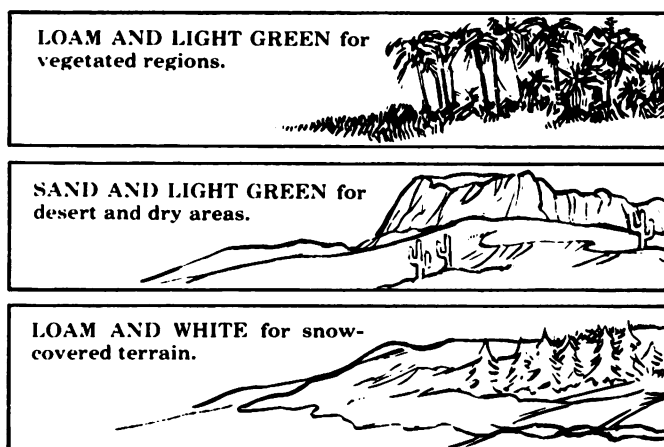 LOAM AND LIGHT GREEN for
vegetated regions.
SAND AND LIGHT GREEN for
desert and dry areas.
LOAM AND WHITE for snow-
covered terrain.